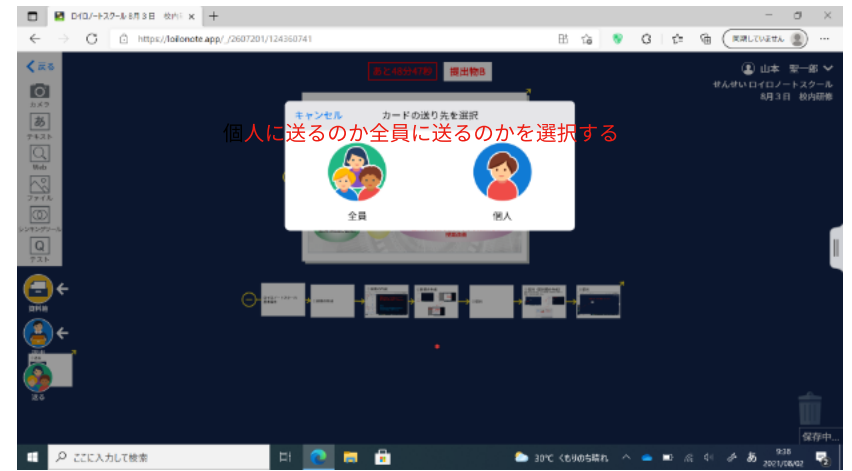 ロイロノート・スクール 8月3日 校内
https://loilonote.app/_/2607201/124360741
同期していません
戻る
カメラ
テキスト
Web
ファイル
シンキングツール
テスト
資料箱
送る
あと48分47秒
提出物B
山本 聖一郎
せんせい ロイロノートスクール
8月3日 校内研修
キャンセル
カードの送り先を選択
個人に送るのか全員に送るのかを選択する
全員
個人
保存中...
ここに入力して検索
30℃ くもりのち晴れ
あ
9:38
2021/08/02